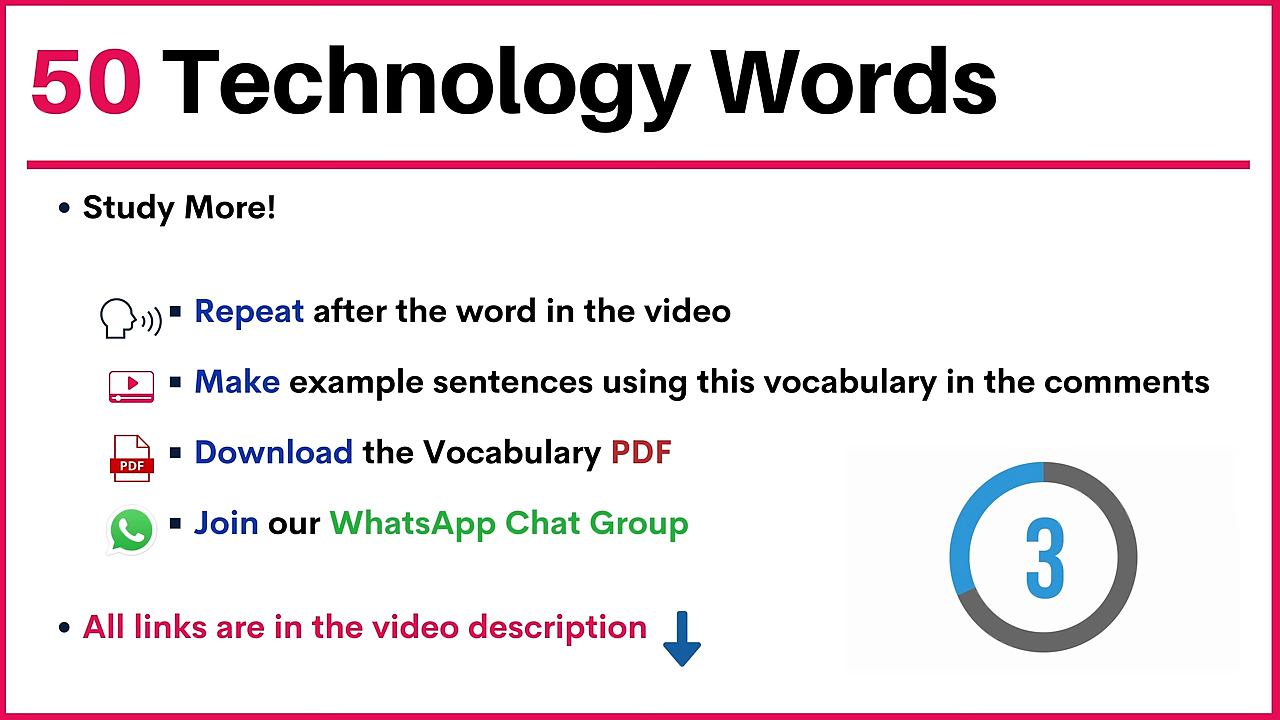 50 Technology Words
• Study More!
▪ Repeat after the word in the video
▪ Make example sentences using this vocabulary in the comments
PDF
▪ Download the Vocabulary PDF
▪ Join our WhatsApp Chat Group
3
• All links are in the video description